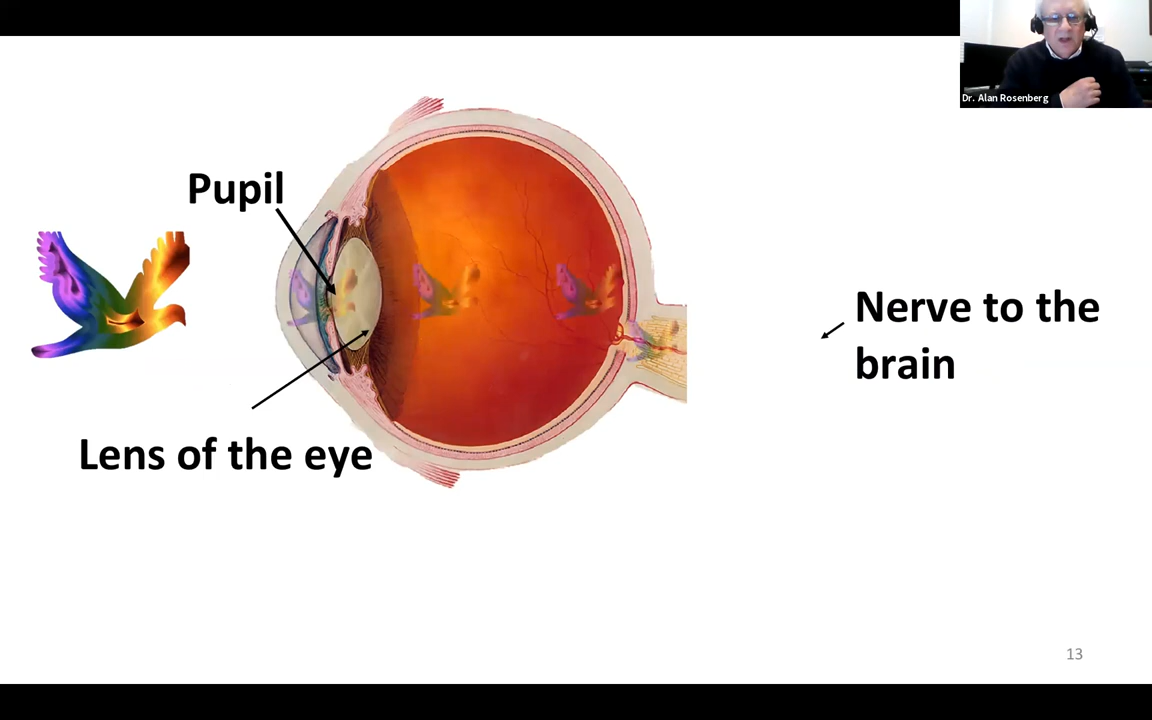 Dr. Alan Rosenberg
Pupil
Nerve to the
brain
Lens of the eye
13